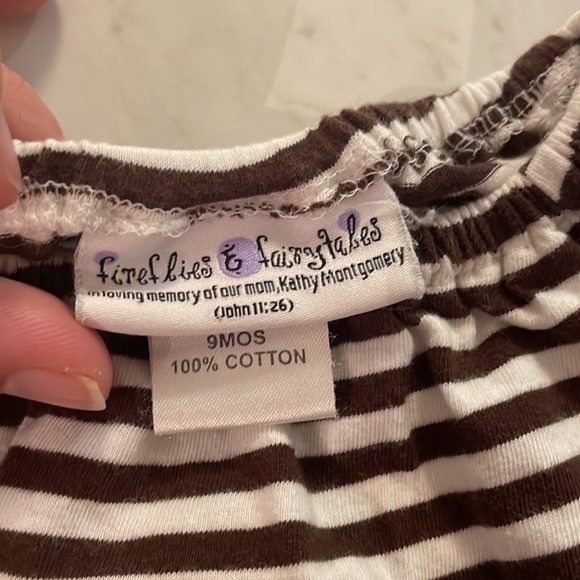 fireflies & fairytales
in loving memory of our mom, Kathy Montgomery
(John 11:26)
9MOS
100% COTTON